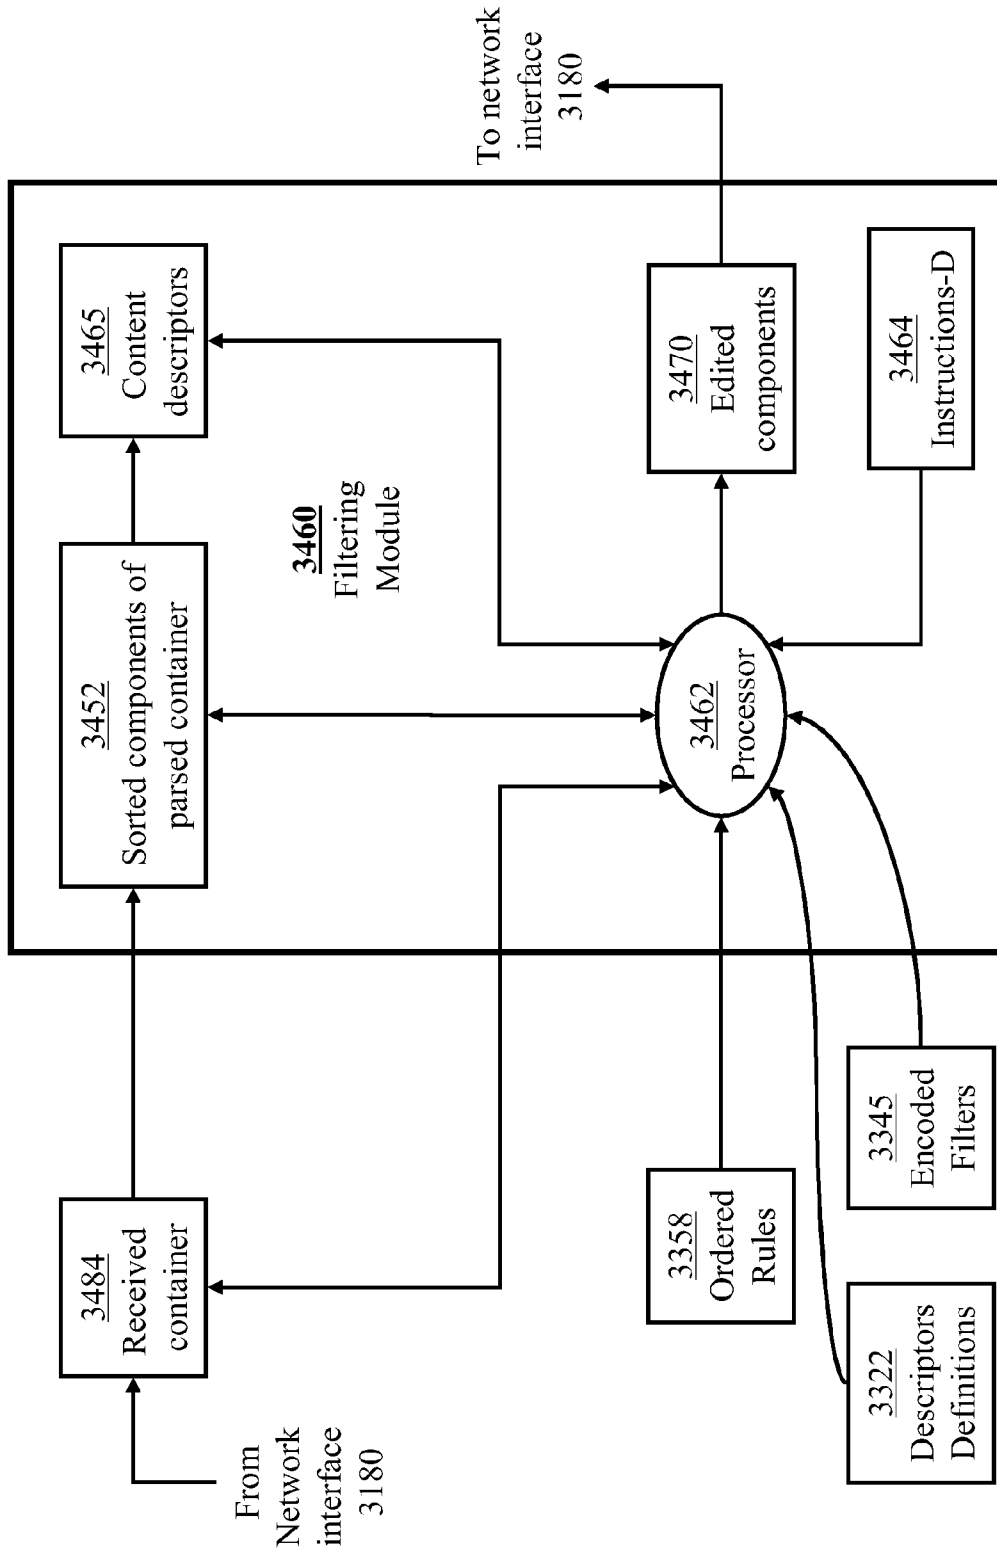 From
Network
interface
3180
3484
Received
container
3452
Sorted components of
parsed container
3465
Content
descriptors
3460
Filtering
Module
To network
interface
3180
3358
Ordered
Rules
3462
Processor
3470
Edited
components
3322
Descriptors
Definitions
3345
Encoded
Filters
3464
Instructions-D